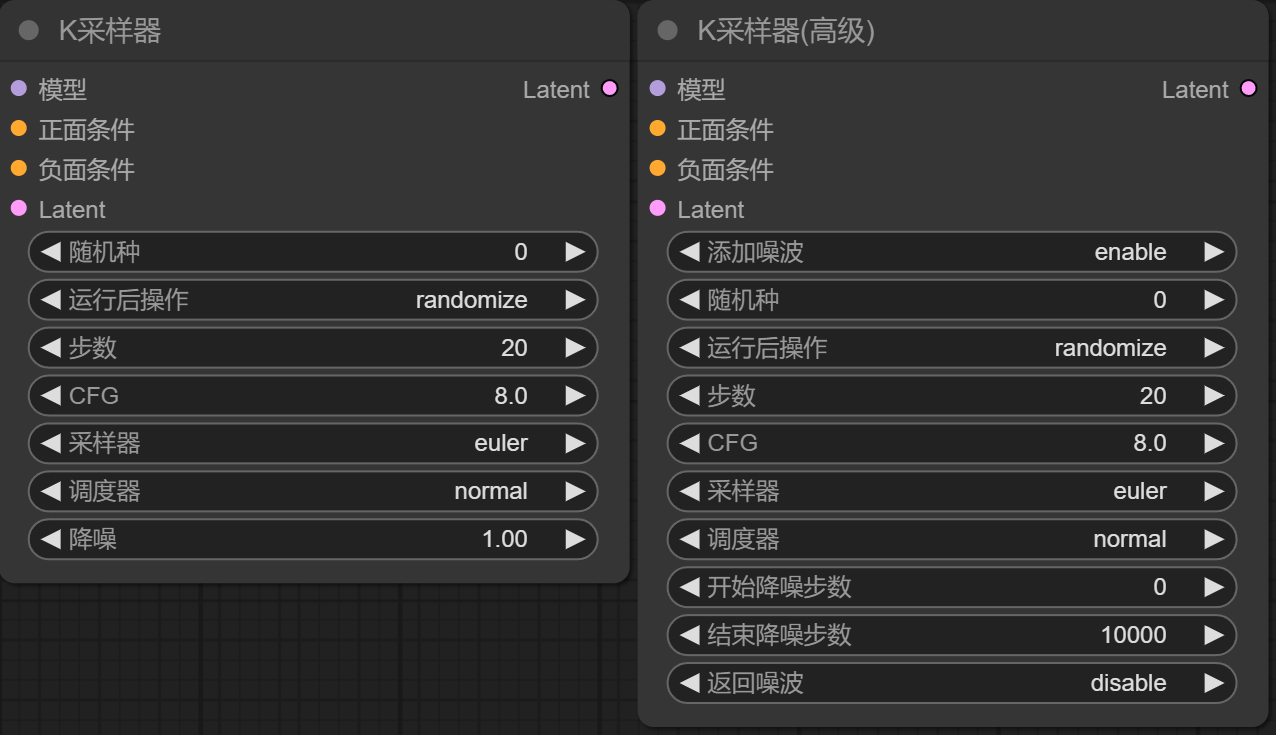 K采样器
模型 Latent
正面条件
负面条件
Latent
随机种 0
运行后操作 randomize
步数 20
CFG 8.0
采样器 euler
调度器 normal
降噪 1.00
K采样器(高级)
模型 Latent
正面条件
负面条件
Latent
添加噪波 enable
随机种 0
运行后操作 randomize
步数 20
CFG 8.0
采样器 euler
调度器 normal
开始降噪步数 0
结束降噪步数 10000
返回噪波 disable